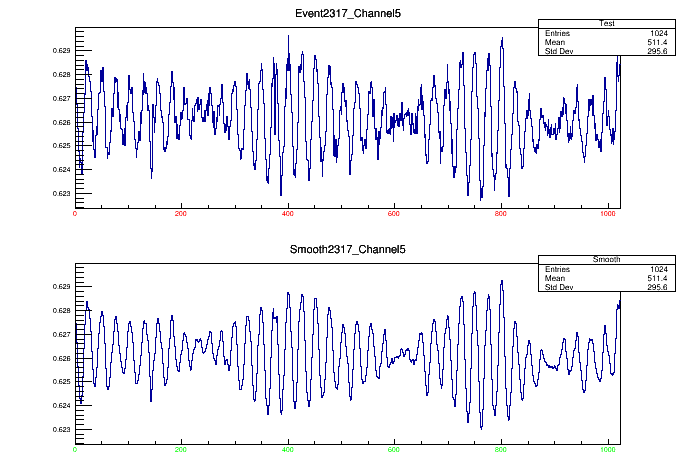 Event2317_Channel5
Test
Entries 1024
Mean 511.4
Std Dev 295.6
0.629
0.628
0.627
0.626
0.625
0.624
0.623
0 200 400 600 800 1000
Smooth2317_Channel5
Smooth
Entries 1024
Mean 511.4
Std Dev 295.6
0.629
0.628
0.627
0.626
0.625
0.624
0.623
0 200 400 600 800 1000